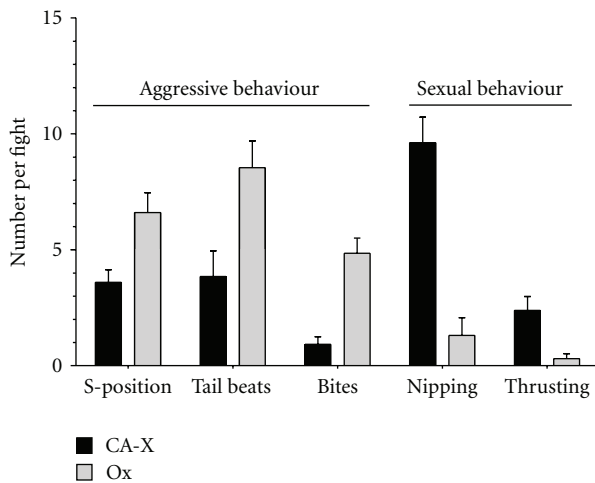 15
Aggressive behaviour Sexual behaviour
10
Number per fight
5
0
S-position Tail beats Bites Nipping Thrusting
CA-X
Ox